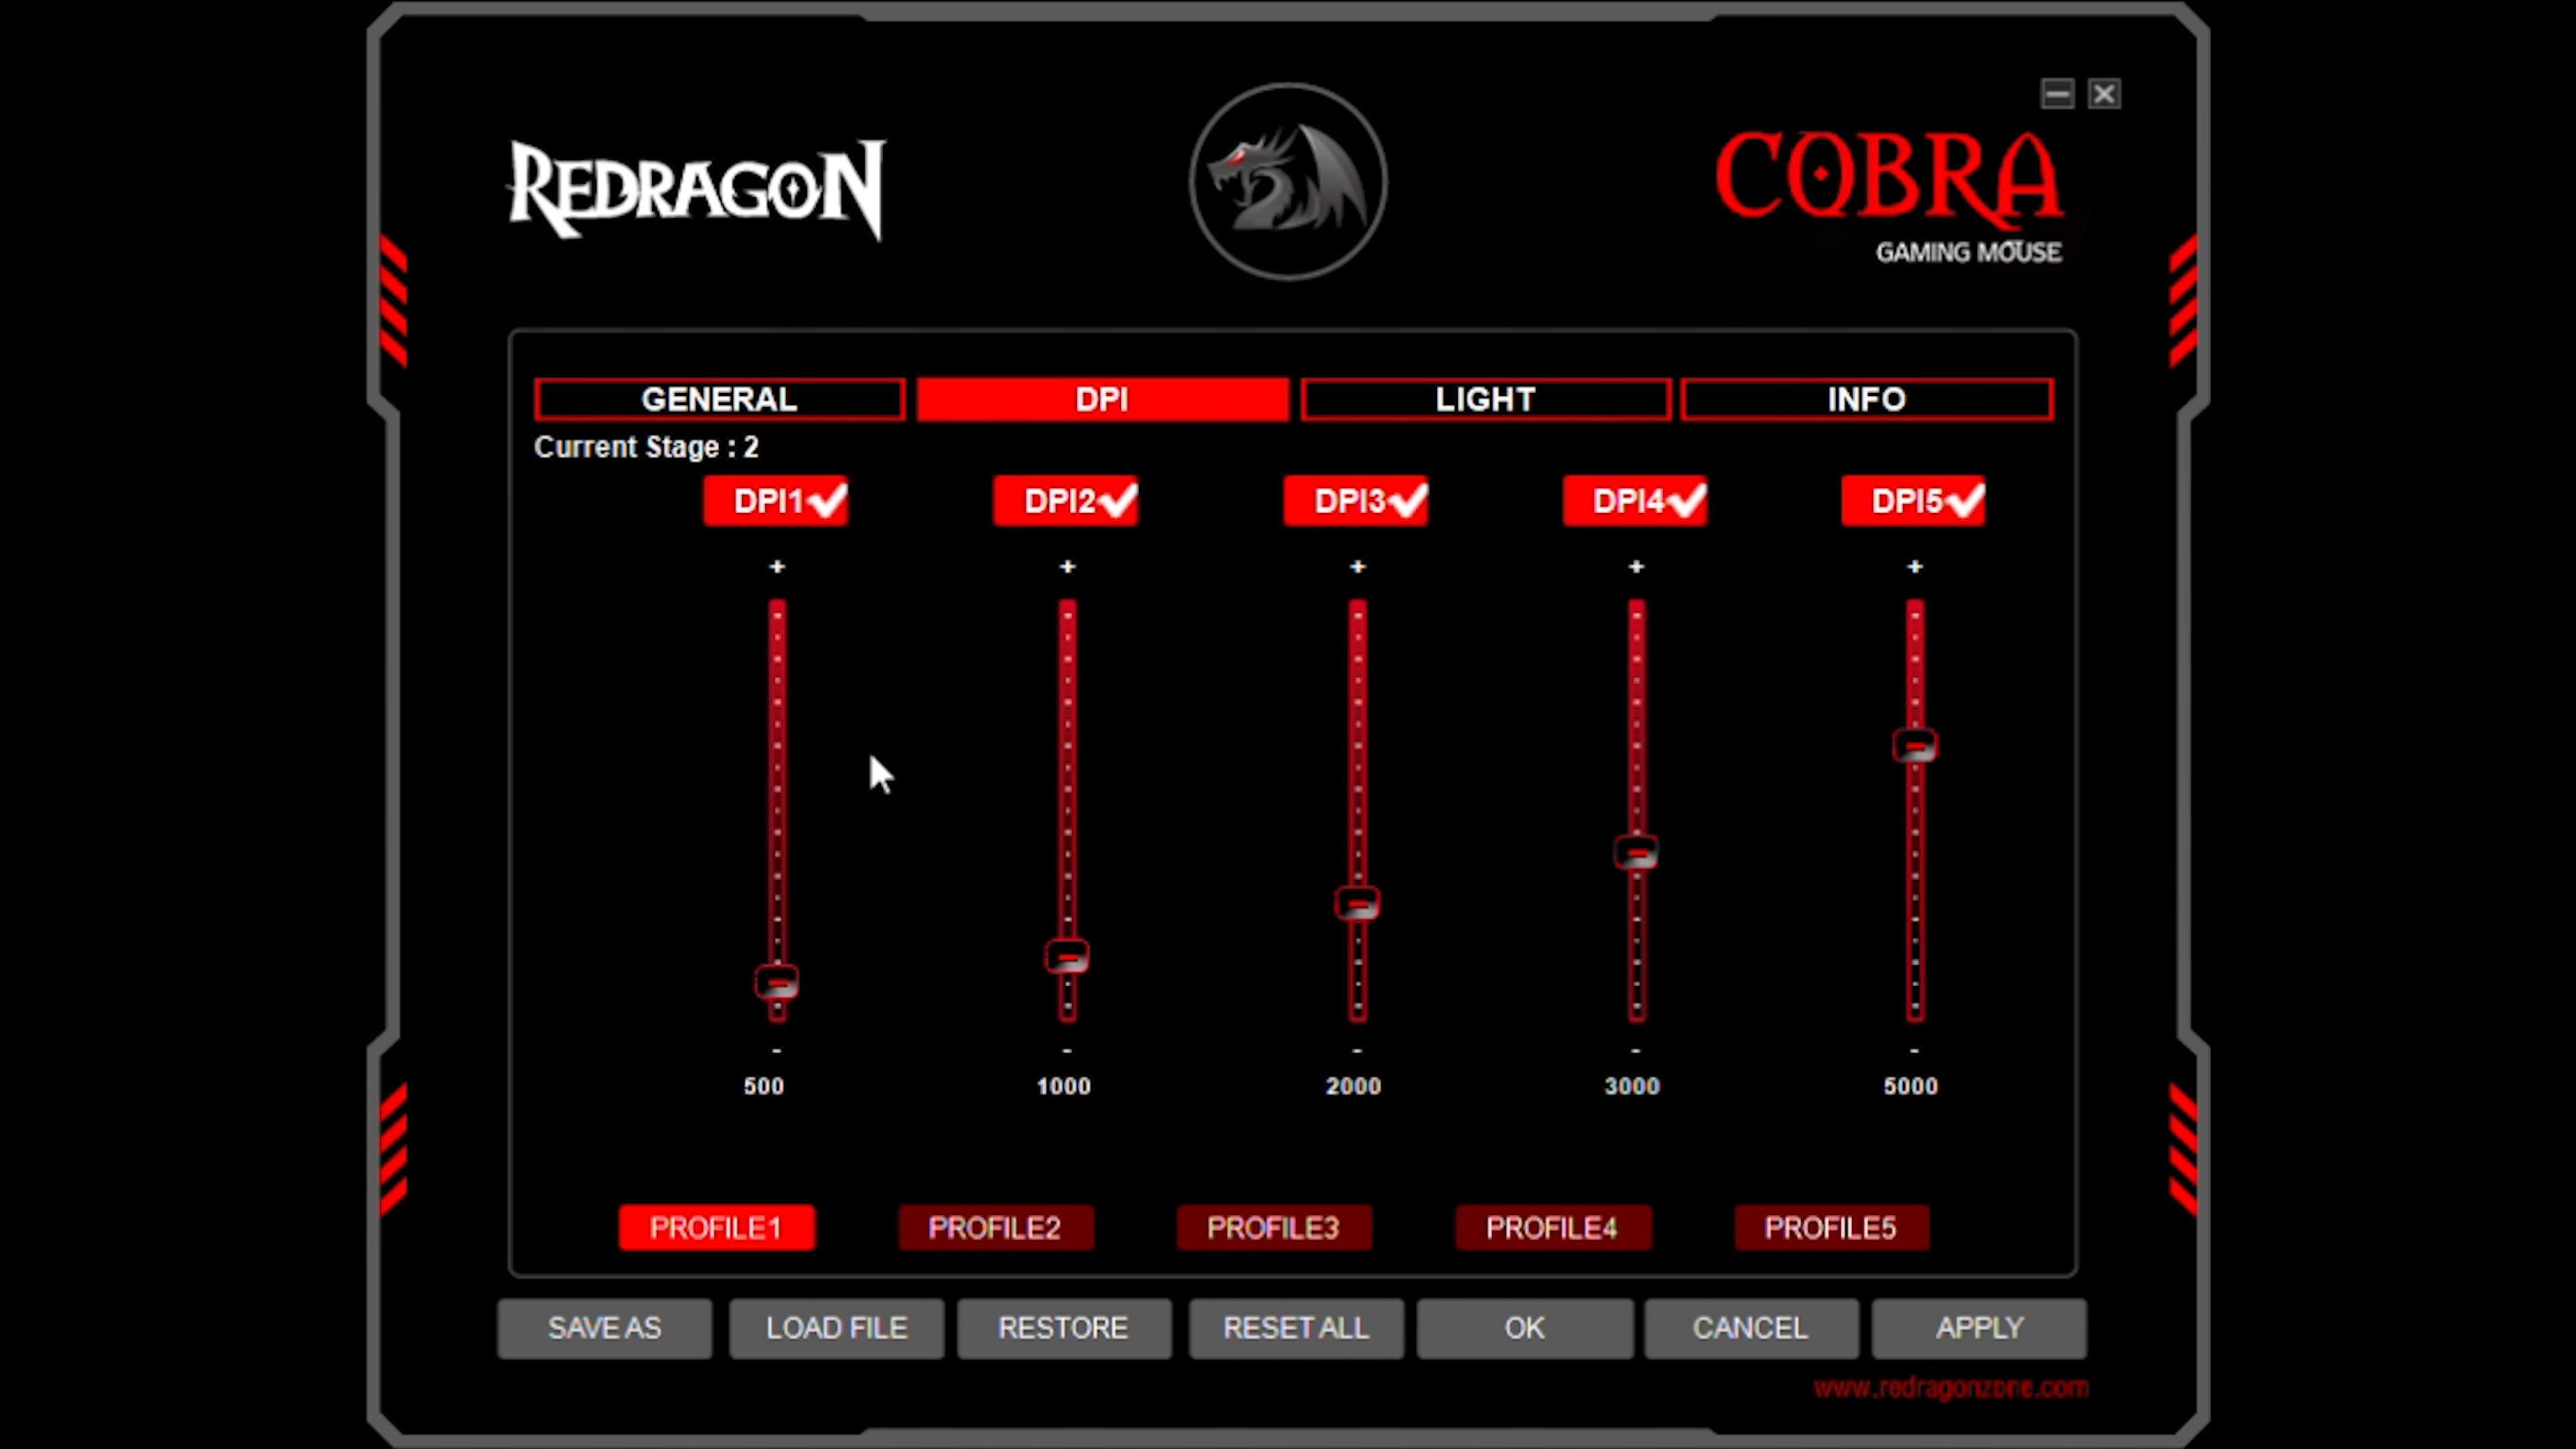 REDRAGON
COBRA
GAMING MOUSE
GENERAL DPI LIGHT INFO
Current Stage : 2
DPI1 DPI2 DPI3 DPI4 DPI5
+ + + + +
- - - - -
500 1000 2000 3000 5000
PROFILE1 PROFILE2 PROFILE3 PROFILE4 PROFILE5
SAVE AS LOAD FILE RESTORE RESET ALL OK CANCEL APPLY
www.redragonzone.com